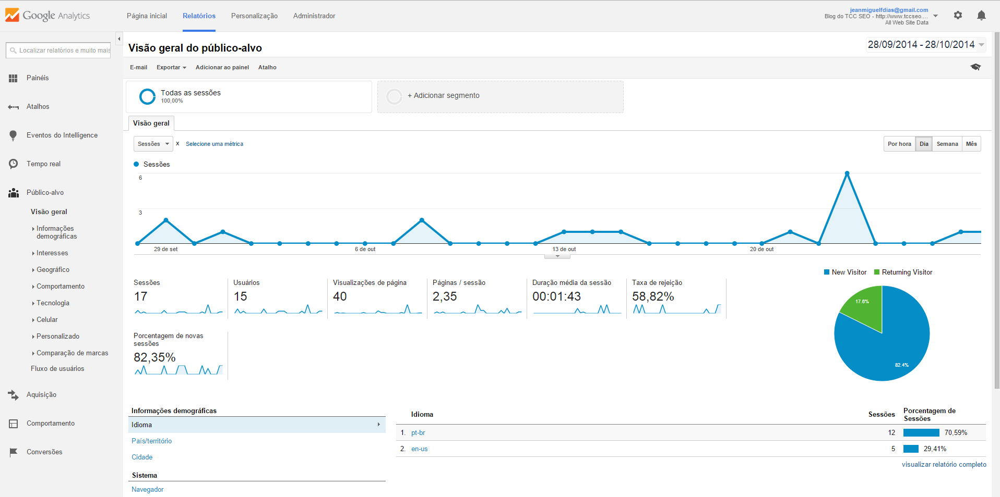 Google Analytics
Página inicial
Relatórios
Personalização
Administrador
jeanmiguelfdias@gmail.com
Blog do TCC SEO - http://www.tccseo....
All Web Site Data
Localizar relatórios e muito mais
Painéis
Atalhos
Eventos do Intelligence
Tempo real
Público-alvo
Visão geral
Informações
demográficas
Interesses
Geográfico
Comportamento
Tecnologia
Celular
Personalizado
Comparação de marcas
Fluxo de usuários
Aquisição
Comportamento
Conversões
Visão geral do público-alvo
28/09/2014 - 28/10/2014
E-mail
Exportar
Adicionar ao painel
Atalho
Todas as sessões
100,00%
+ Adicionar segmento
Visão geral
Sessões
x
Selecione uma métrica
Por hora
Dia
Semana
Mês
Sessões
6
3
29 de set
6 de out
13 de out
20 de out
Sessões
17
Usuários
15
Visualizações de página
40
Páginas / sessão
2,35
Duração média da sessão
00:01:43
Taxa de rejeição
58,82%
Porcentagem de novas
sessões
82,35%
New Visitor
Returning Visitor
17.6%
82.4%
Informações demográficas
Idioma
País/território
Cidade
Sistema
Navegador
Idioma
Sessões
Porcentagem de
Sessões
1. pt-br 12 70,59%
2. en-us 5 29,41%
visualizar relatório completo